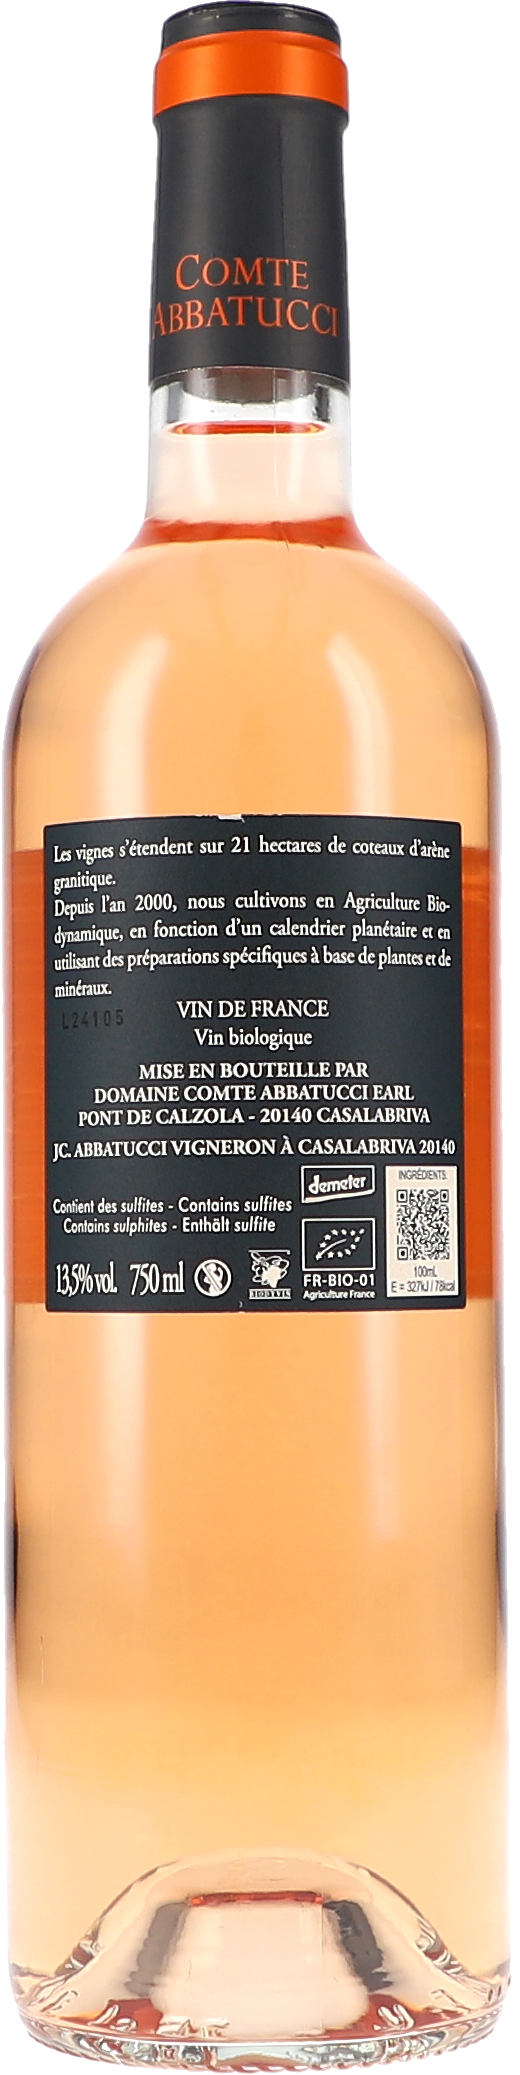 COMTE
ABBATUCCI
Les vignes s'étendent sur 21 hectares de coteaux d'arène
granitique.
Depuis l'an 2000, nous cultivons en Agriculture Bio-
dynamique, en fonction d'un calendrier planétaire et en
utilisant des préparations spécifiques à base de plantes et de
minéraux.
L24105
VIN DE FRANCE
Vin biologique
MISE EN BOUTEILLE PAR
DOMAINE COMTE ABBATUCCI EARL
PONT DE CALZOLA - 20140 CASALABRIVA
JC. ABBATUCCI VIGNERON À CASALABRIVA 20140
Contient des sulfites - Contains sulfites
Contains sulphites - Enthält sulfite
13,5% vol. 750 ml
BIODYVIN
demeter
FR-BIO-01
Agriculture France
INGRÉDIENTS:
100mL
E = 327kJ / 78kcal